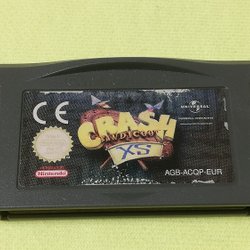 CE
UNIVERSAL
CRASH
BANDICOOT
XS
Nintendo
AGB-ACQP-EUR